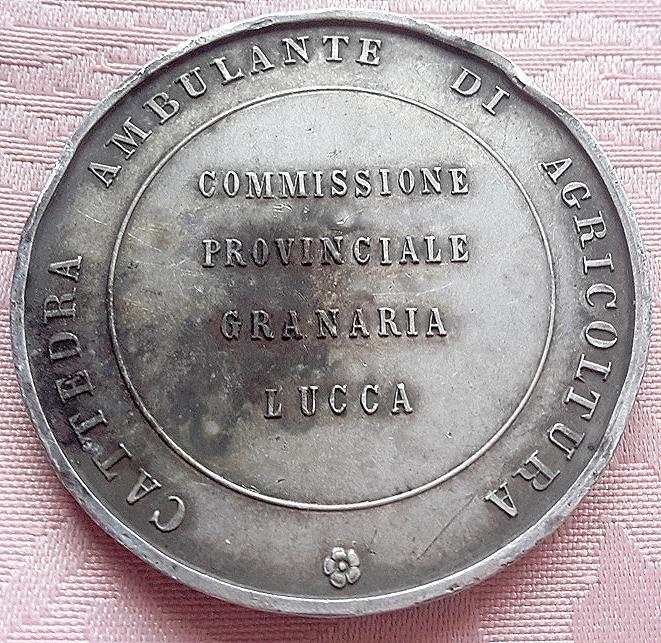 CATTEDRA AMBULANTE DI AGRICOLTURA
COMMISSIONE
PROVINCIALE
GRANARIA
LUCCA